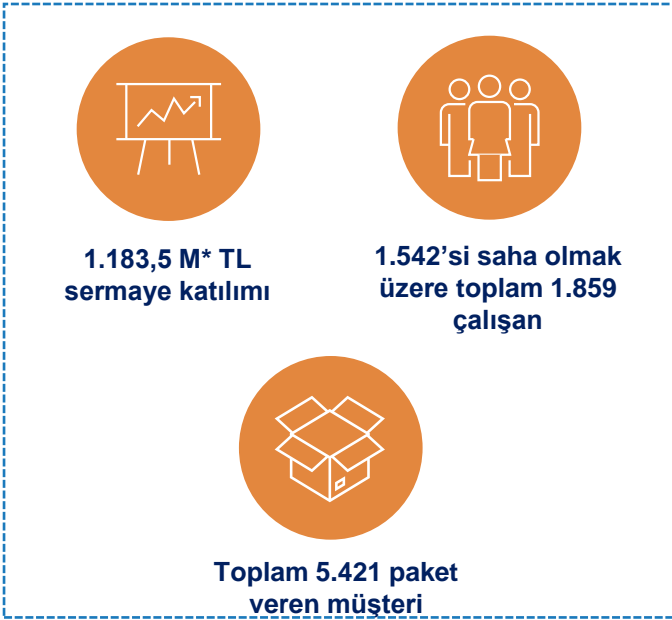 1.183,5 M* TL
sermaye katılımı
1.542’si saha olmak
üzere toplam 1.859
çalışan
Toplam 5.421 paket
veren müşteri